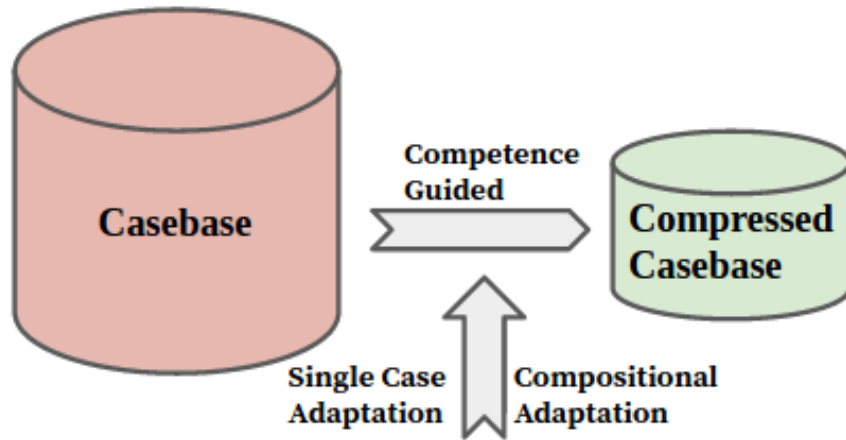 Casebase
Competence
Guided
Compressed
Casebase
Single Case
Adaptation
Compositional
Adaptation